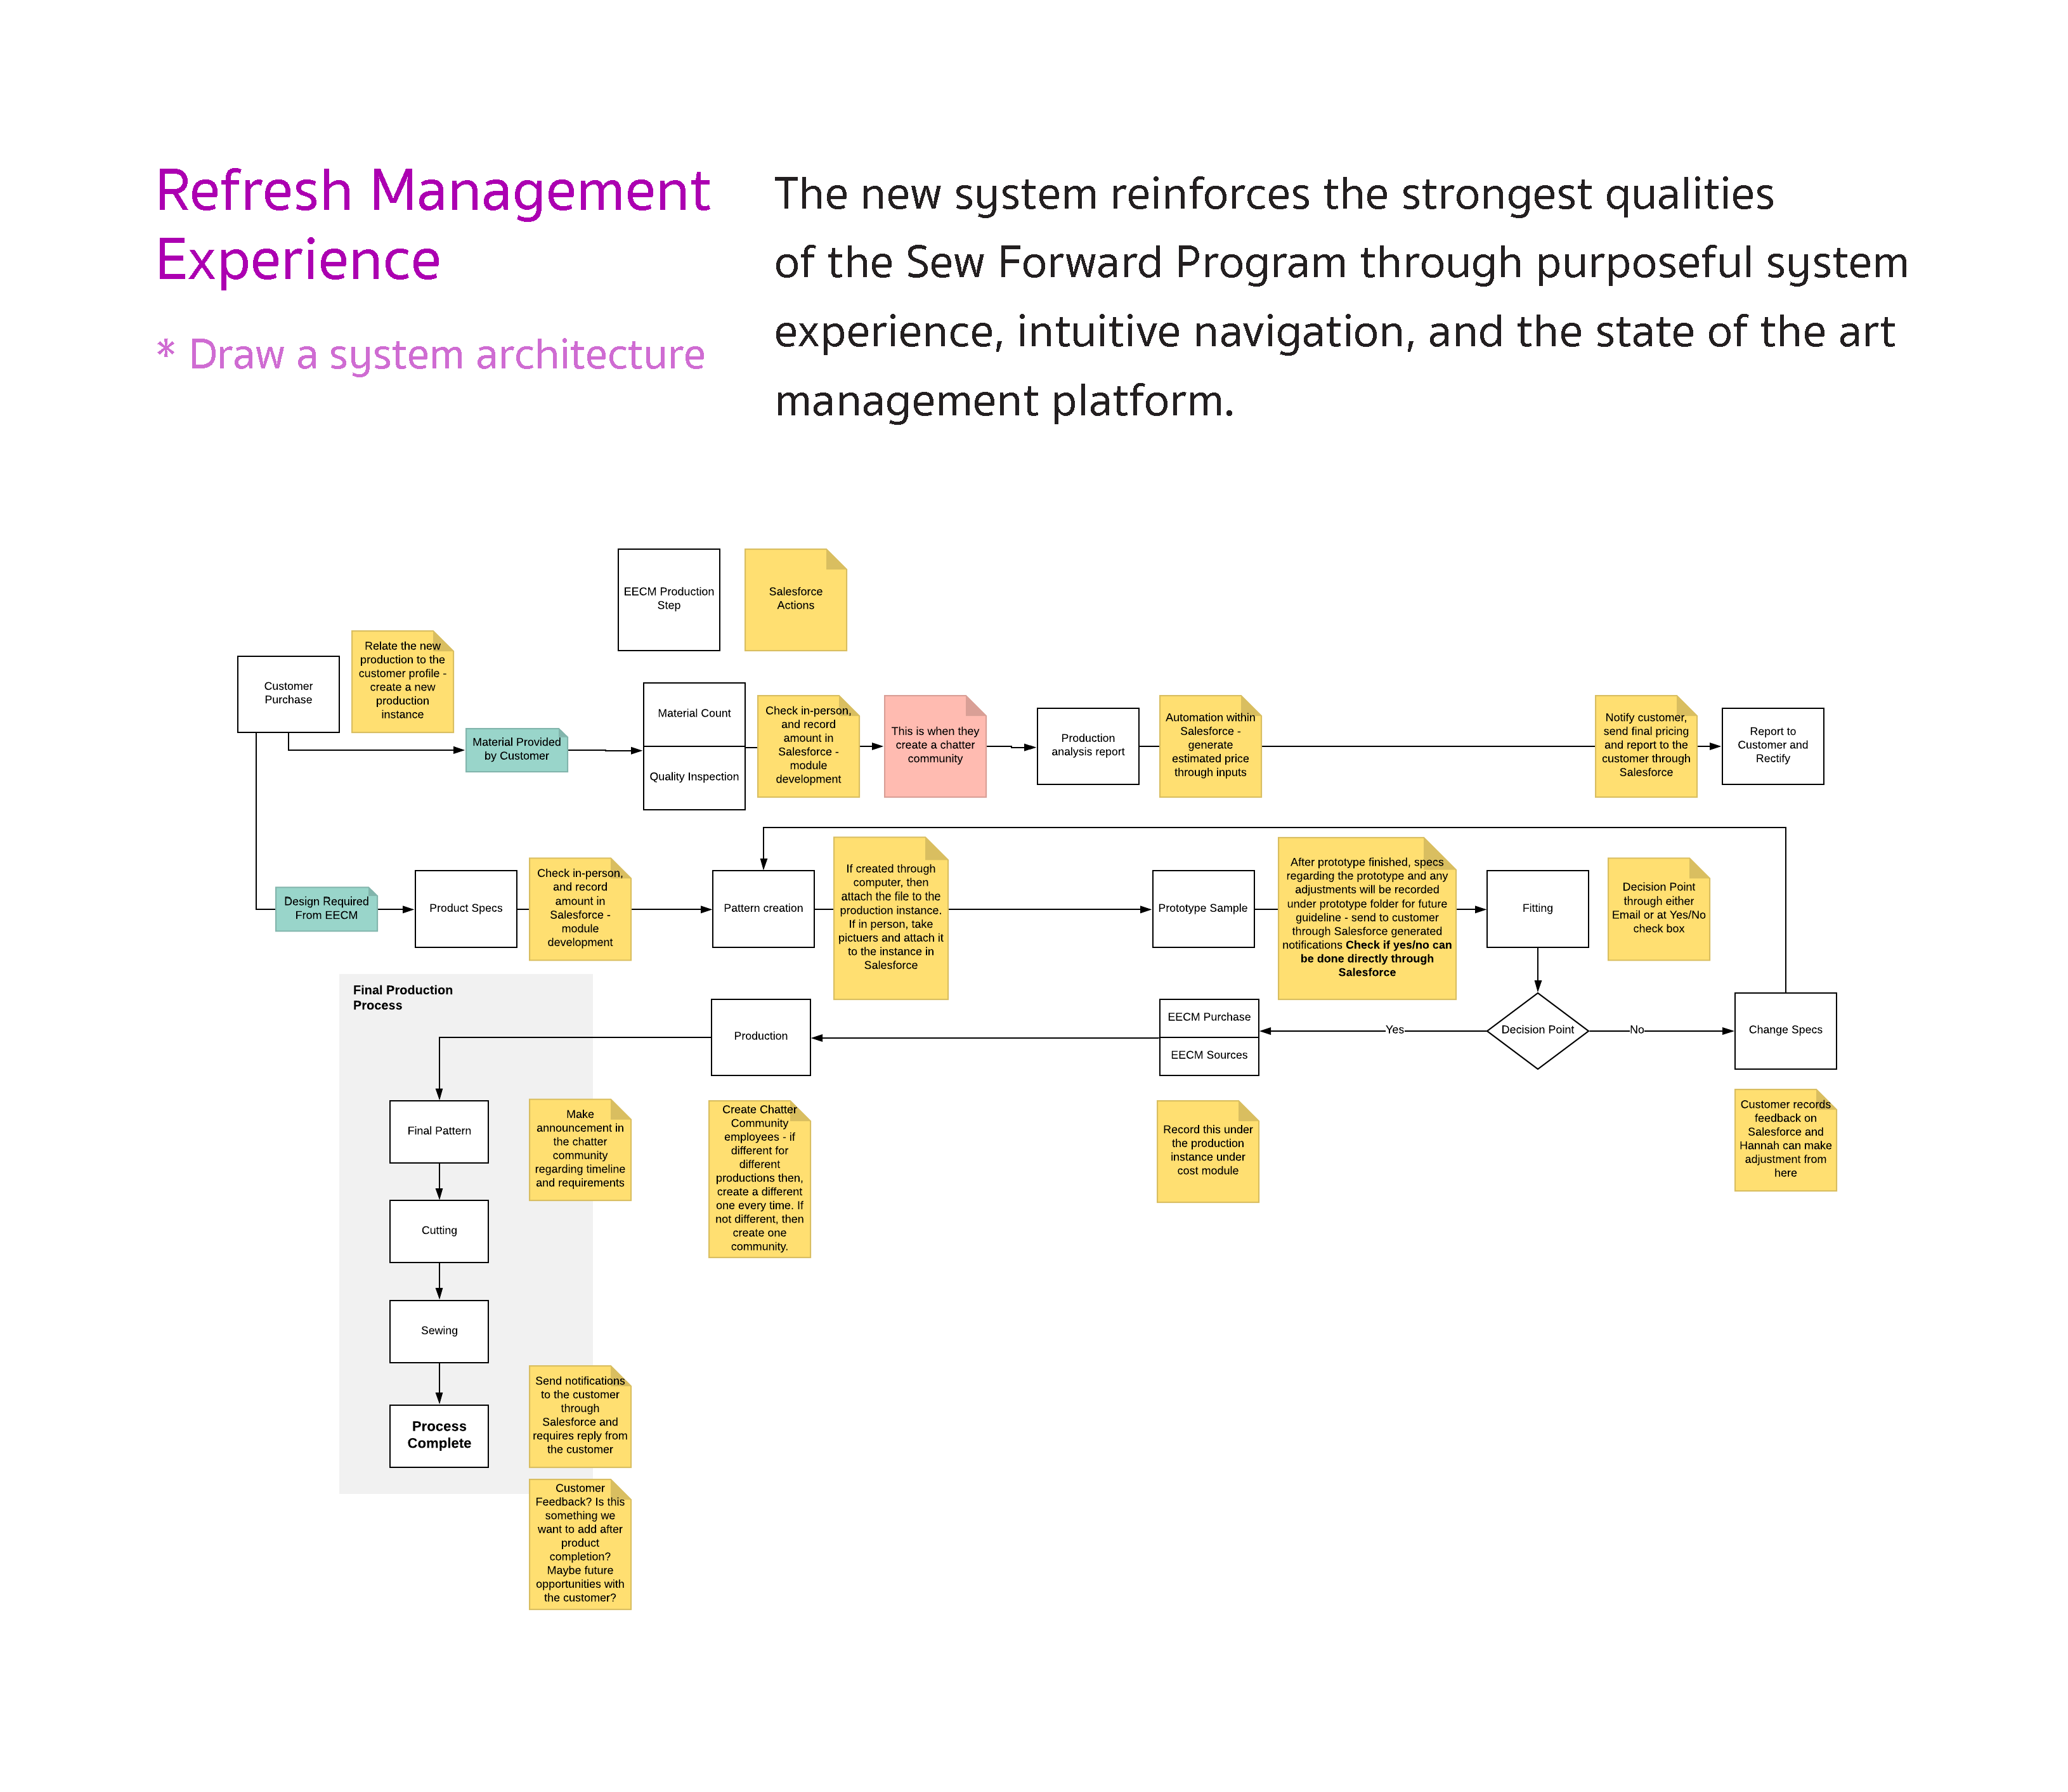 Refresh Management
Experience
* Draw a system architecture
The new system reinforces the strongest qualities
of the Sew Forward Program through purposeful system
experience, intuitive navigation, and the state of the art
management platform.
EECM Production
Step
Salesforce
Actions
Customer
Purchase
Relate the new
production to the
customer profile -
create a new
production
instance
Material Provided
by Customer
Material Count
Quality Inspection
Check in-person,
and record
amount in
Salesforce -
module
development
This is when they
create a chatter
community
Production
analysis report
Automation within
Salesforce -
generate
estimated price
through inputs
Notify customer,
send final pricing
and report to the
customer through
Salesforce
Report to
Customer and
Rectify
Design Required
From EECM
Product Specs
Check in-person,
and record
amount in
Salesforce -
module
development
Pattern creation
If created through
computer, then
attach the file to the
production instance.
If in person, take
pictuers and attach it
to the instance in
Salesforce
Prototype Sample
After prototype finished, specs
regarding the prototype and any
adjustments will be recorded
under prototype folder for future
guideline - send to customer
through Salesforce generated
notifications Check if yes/no can
be done directly through
Salesforce
Fitting
Decision Point
through either
Email or at Yes/No
check box
Final Production
Process
Production
EECM Purchase
EECM Sources
Yes
Decision Point
No
Change Specs
Final Pattern
Make
announcement in
the chatter
community
regarding timeline
and requirements
Create Chatter
Community
employees - if
different for
different
productions then,
create a different
one every time. If
not different, then
create one
community.
Record this under
the production
instance under
cost module
Customer records
feedback on
Salesforce and
Hannah can make
adjustment from
here
Cutting
Sewing
Process
Complete
Send notifications
to the customer
through
Salesforce and
requires reply from
the customer
Customer
Feedback? Is this
something we
want to add after
product
completion?
Maybe future
opportunities with
the customer?